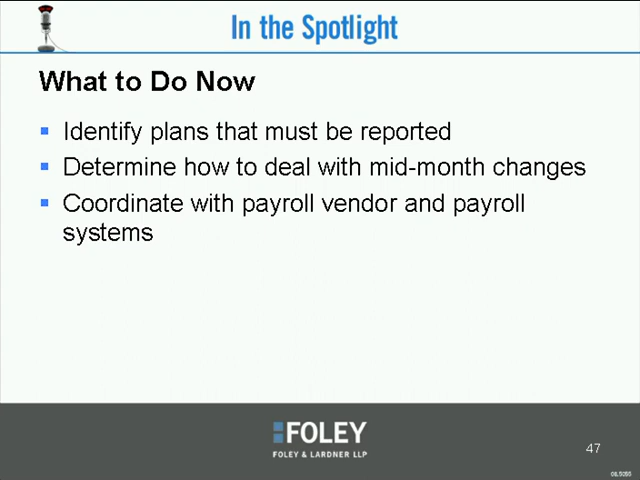 In the Spotlight
What to Do Now
Identify plans that must be reported
Determine how to deal with mid-month changes
Coordinate with payroll vendor and payroll
systems
FOLEY
FOLEY & LARDNER LLP
47